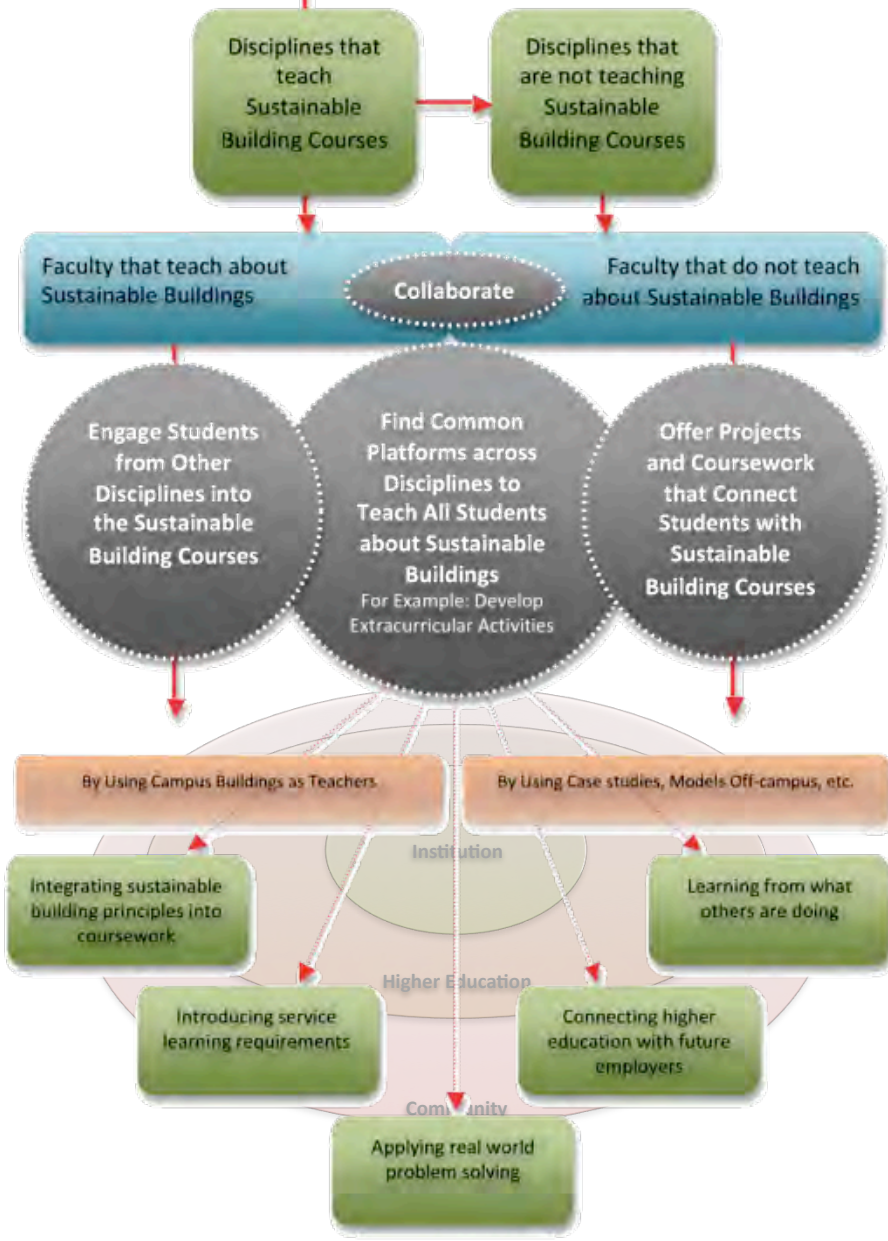 Disciplines that
teach
Sustainable
Building Courses
Disciplines that
are not teaching
Sustainable
Building Courses
Faculty that teach about
Sustainable Buildings
Collaborate
Faculty that do not teach
about Sustainable Buildings
Engage Students
from Other
Disciplines into
the Sustainable
Building Courses
Find Common
Platforms across
Disciplines to
Teach All Students
about Sustainable
Buildings
For Example: Develop
Extracurricular Activities
Offer Projects
and Coursework
that Connect
Students with
Sustainable
Building Courses
By Using Campus Buildings as Teachers
By Using Case studies, Models Off-campus, etc.
Institution
Integrating sustainable
building principles into
coursework
Learning from what
others are doing
Higher Education
Introducing service
learning requirements
Connecting higher
education with future
employers
Community
Applying real world
problem solving